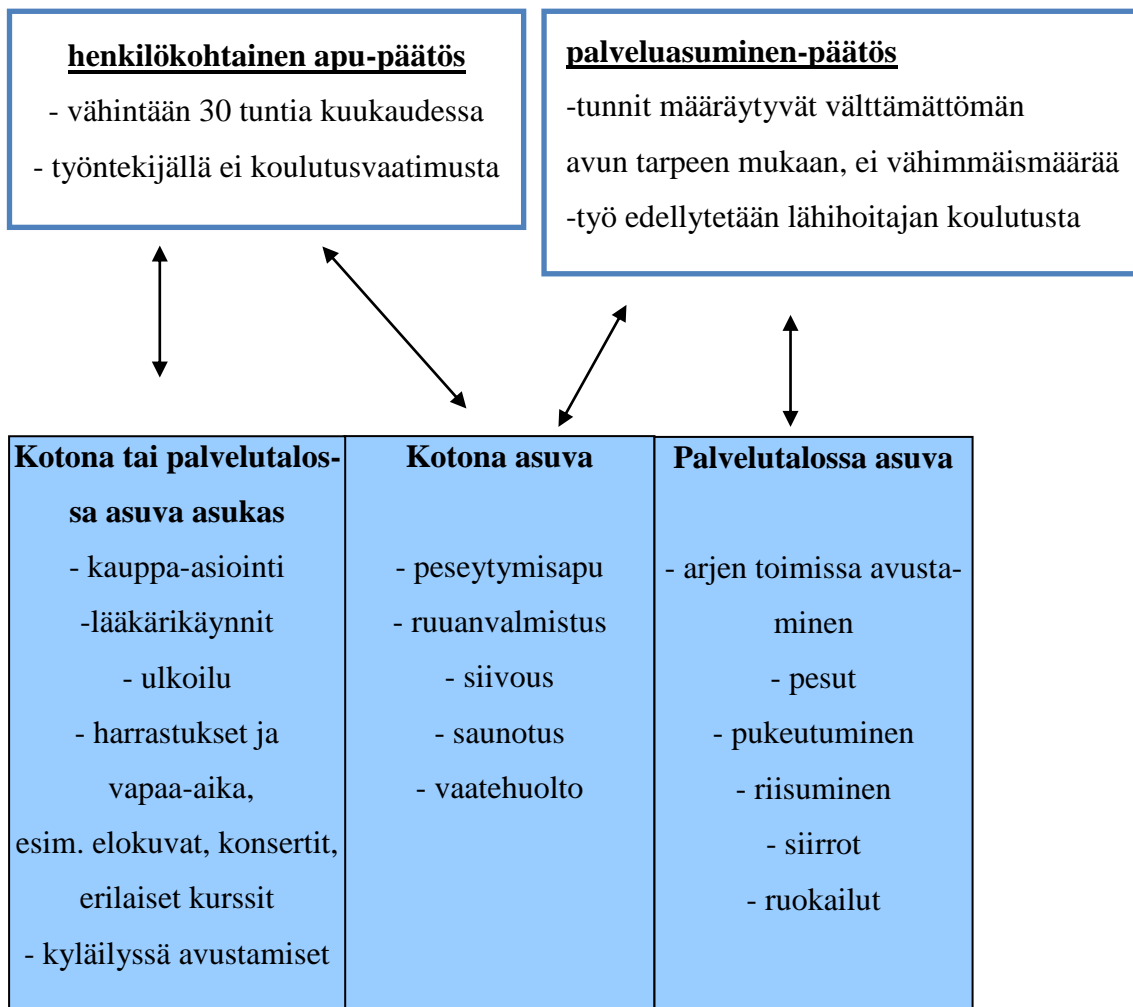 henkilökohtainen apu-päätös
- vähintään 30 tuntia kuukaudessa
- työntekijällä ei koulutusvaatimusta
palveluasuminen-päätös
-tunnit määräytyvät välttämättömän
avun tarpeen mukaan, ei vähimmäismäärää
-työ edellytetään lähihoitajan koulutusta
Kotona tai palvelutalos-
sa asuva asukas
- kauppa-asiointi
-lääkärikäynnit
- ulkoilu
- harrastukset ja
vapaa-aika,
esim. elokuvat, konsertit,
erilaiset kurssit
- kyläilyssä avustamiset
Kotona asuva
- peseytymisapu
- ruuanvalmistus
- siivous
- saunotus
- vaatehuolto
Palvelutalossa asuva
- arjen toimissa avusta-
minen
- pesut
- pukeutuminen
- riisuminen
- siirrot
- ruokailut